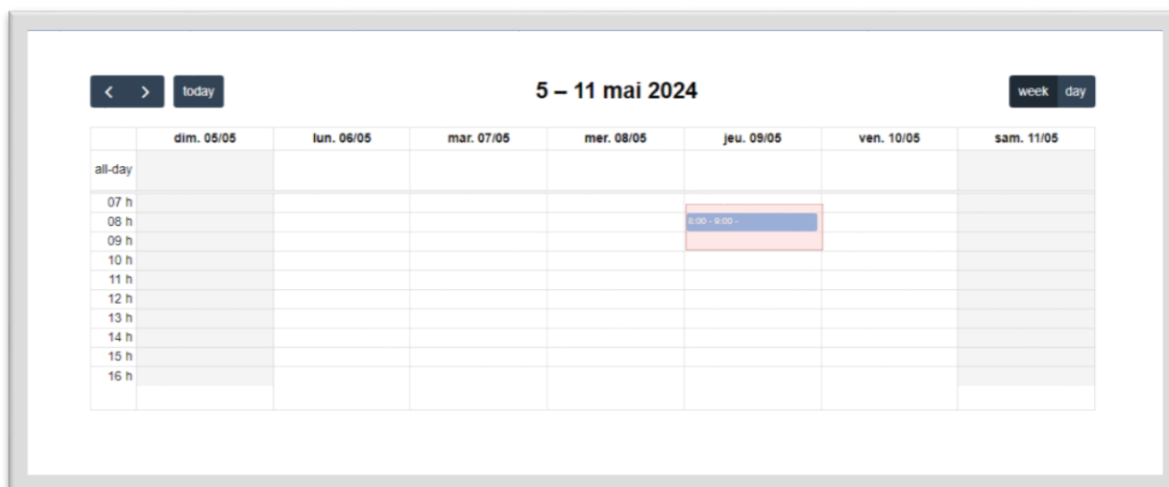 today
5 – 11 mai 2024
week day
dim. 05/05 lun. 06/05 mar. 07/05 mer. 08/05 jeu. 09/05 ven. 10/05 sam. 11/05
all-day
07 h
08 h 8:00 - 9:00 -
09 h
10 h
11 h
12 h
13 h
14 h
15 h
16 h